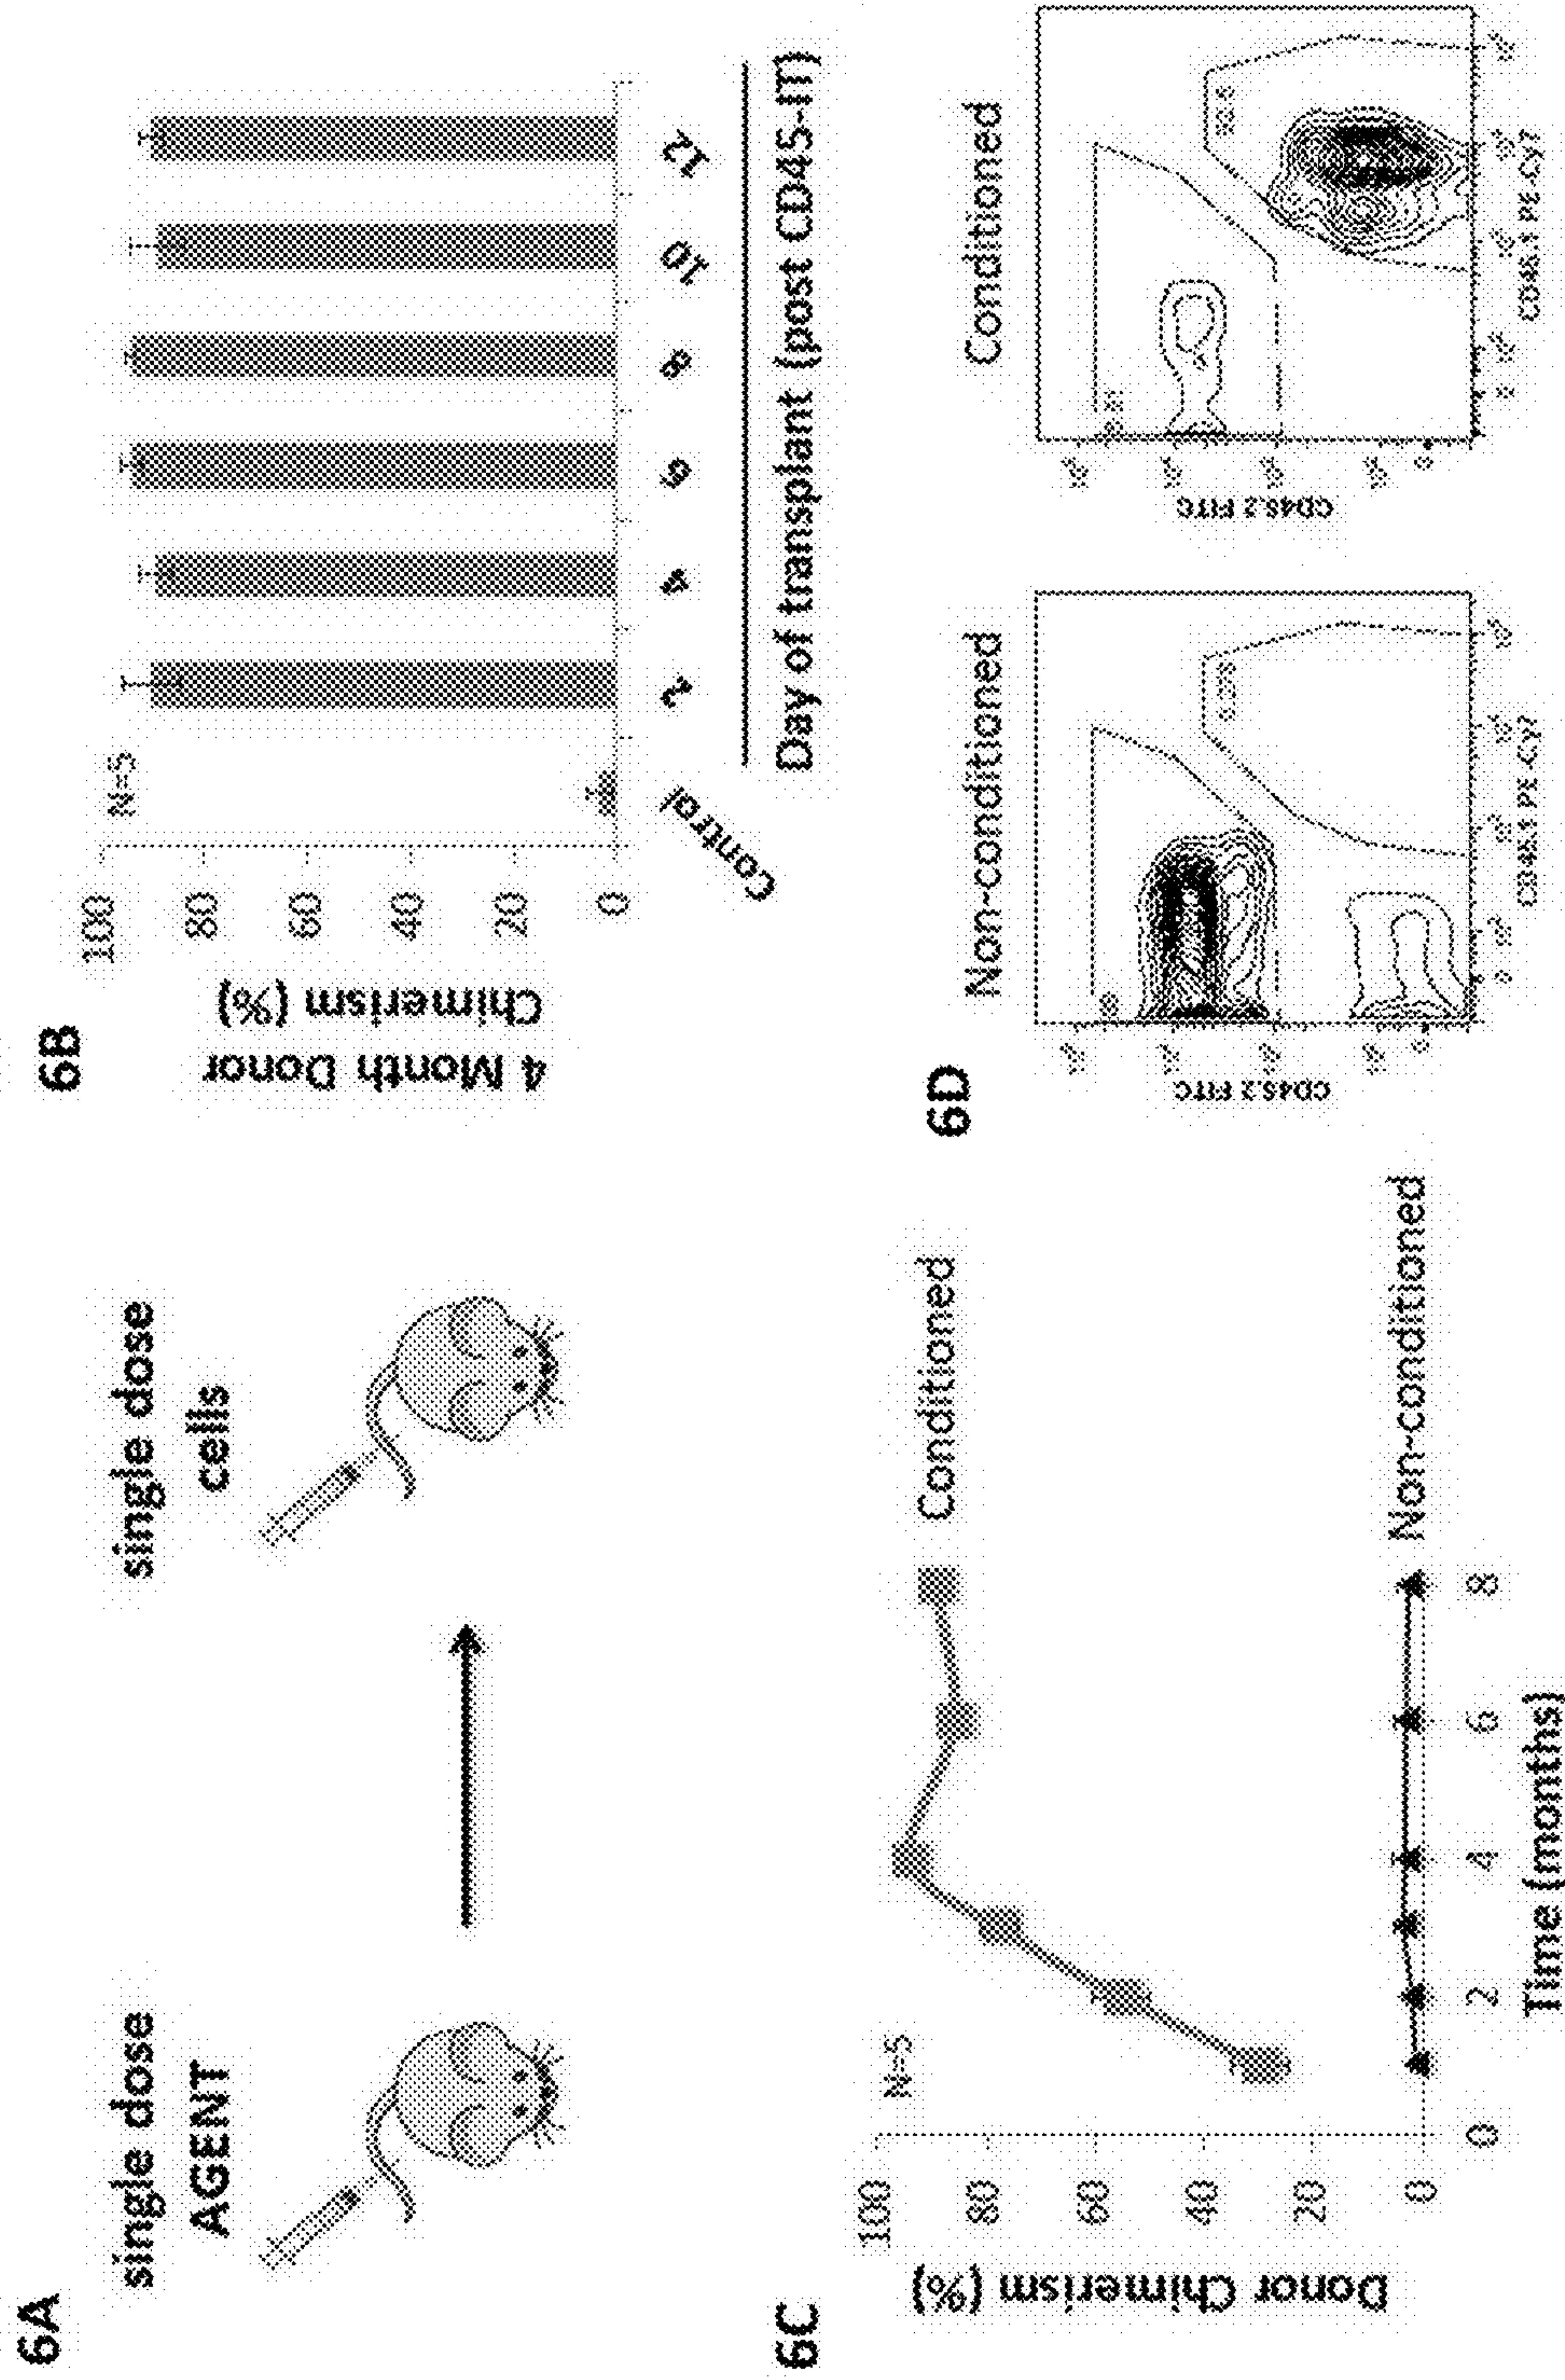 6A
single dose
AGENT
single dose
cells
6B
4 Month Donor
Chimerism (%)
100
80
60
40
20
0
N=5
Control
2
4
6
8
10
12
Day of transplant (post CD45-IT)
6C
Donor Chimerism (%)
100
80
60
40
20
0
N=5
Conditioned
Non-conditioned
0
2
4
6
8
Time (months)
6D
Non-conditioned
CD45.2 FITC
CD45.1 PE-Cy7
Conditioned
CD45.2 FITC
CD45.1 PE-Cy7